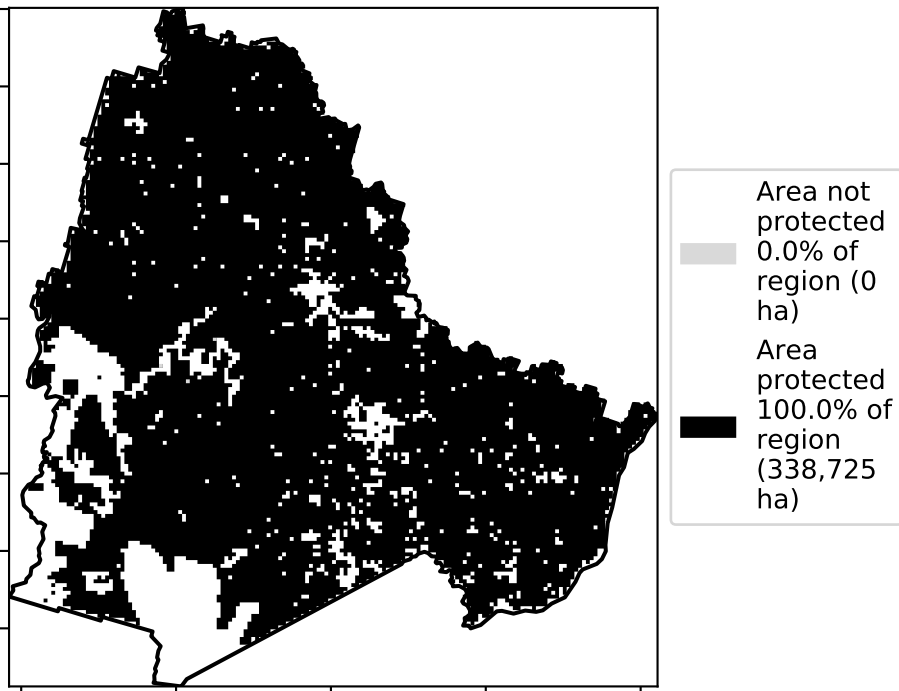 Area not
protected
0.0% of
region (0
ha)
Area
protected
100.0% of
region
(338,725
ha)